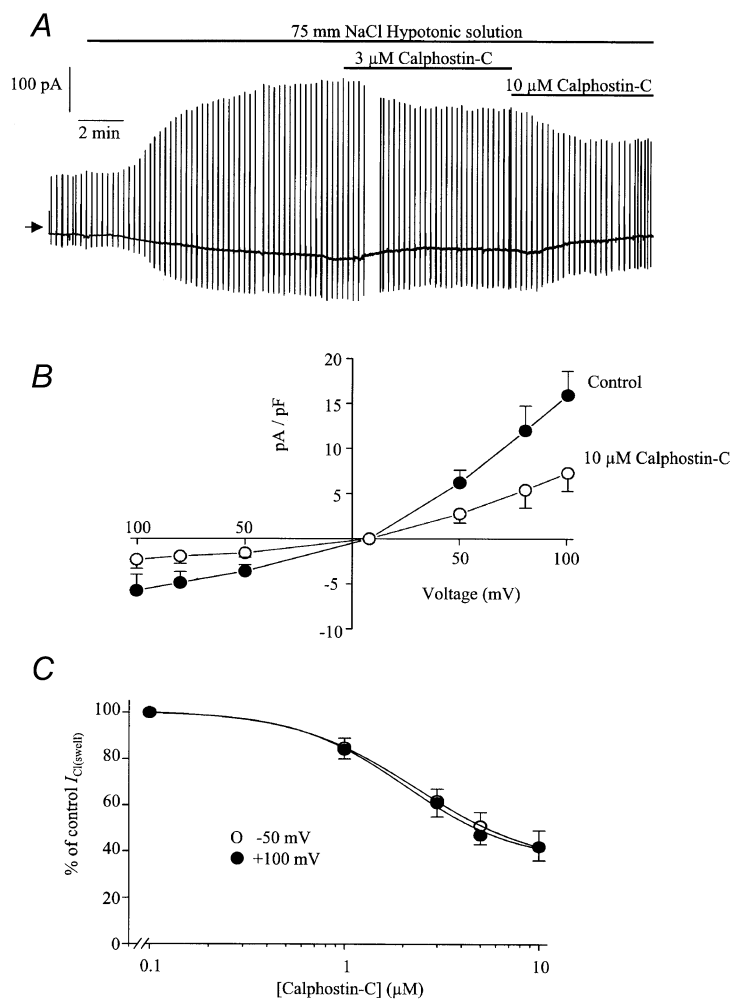 A
75 mm NaCl Hypotonic solution
3 µM Calphostin-C
100 pA
10 µM Calphostin-C
2 min
B
20
15
10
5
-5
-10
pA / pF
Control
10 µM Calphostin-C
100
50
50
100
Voltage (mV)
C
100
80
60
40
20
0
% of control I Cl(swell)
-50 mV
+100 mV
0.1
1
10
[Calphostin-C] (µM)